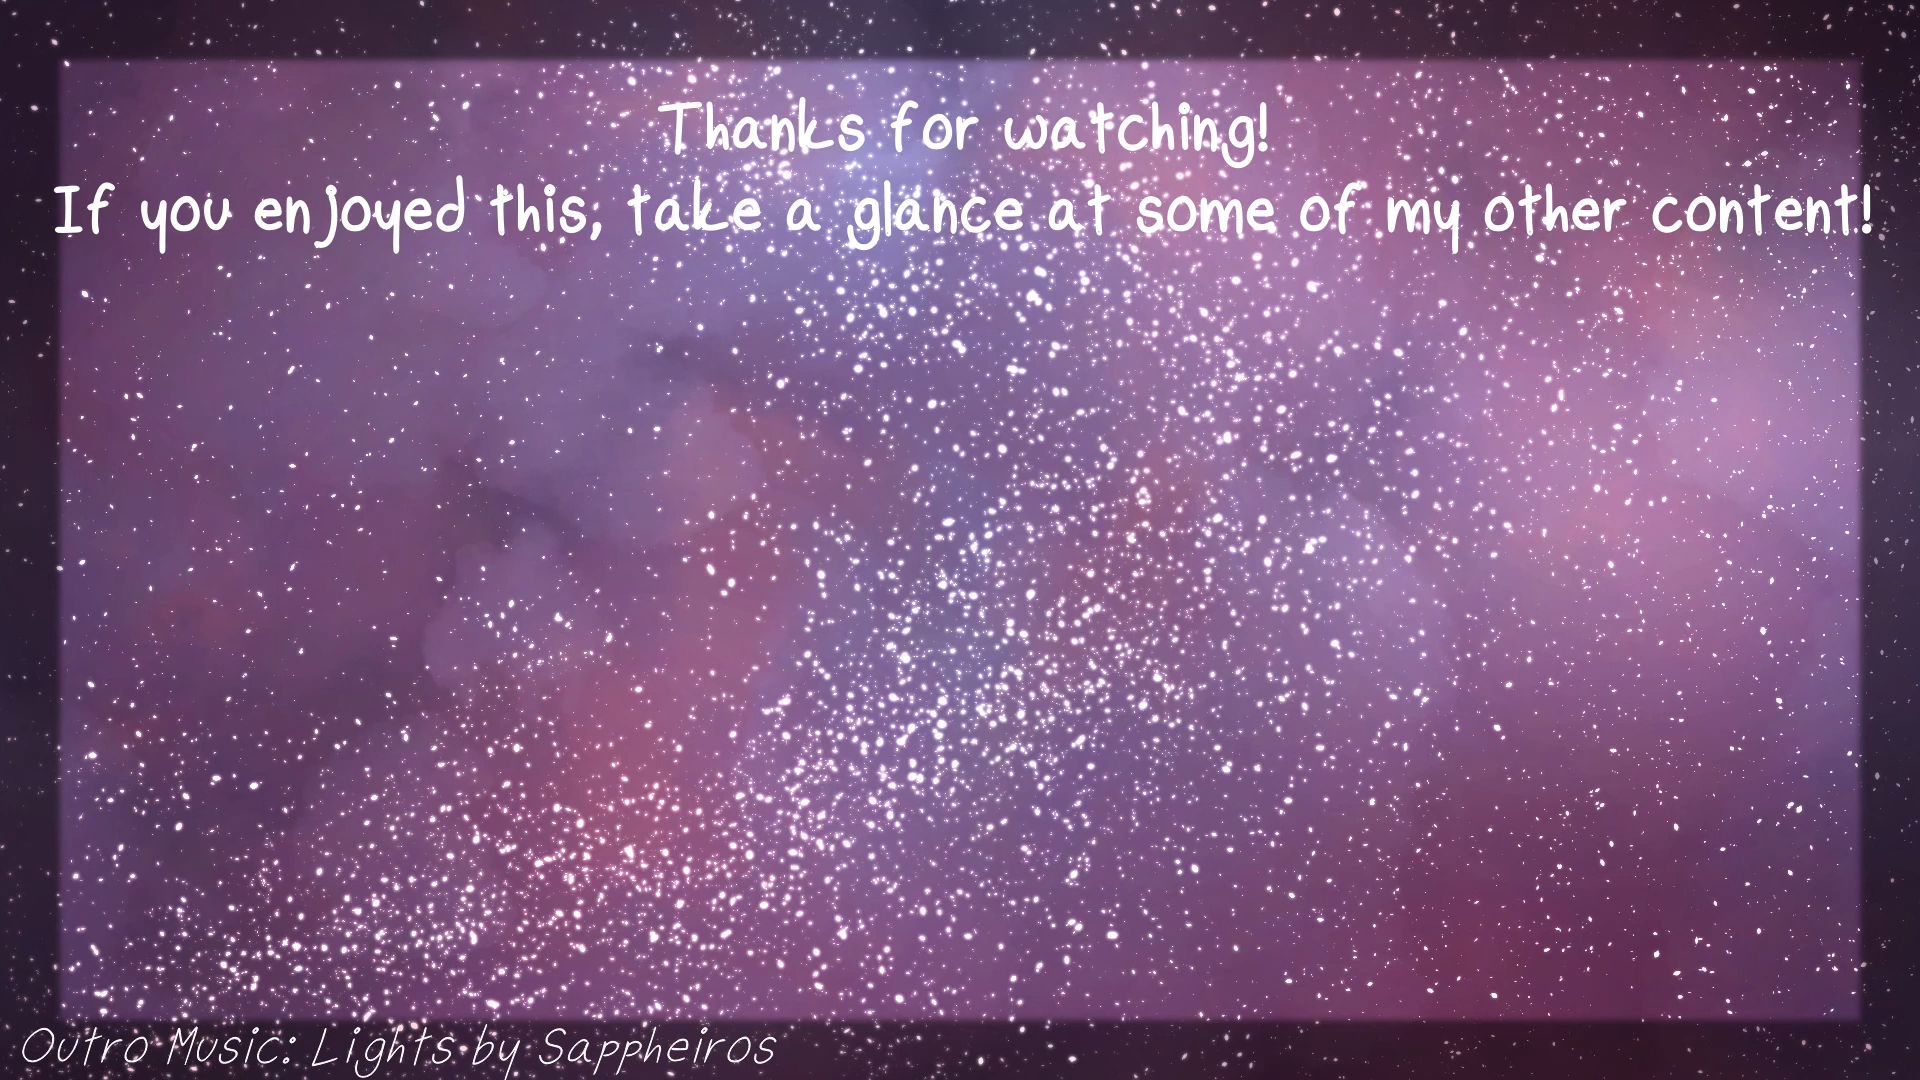 Thanks for watching!
If you enjoyed this, take a glance at some of my other content!
Outro Music: Lights by Sappheiros